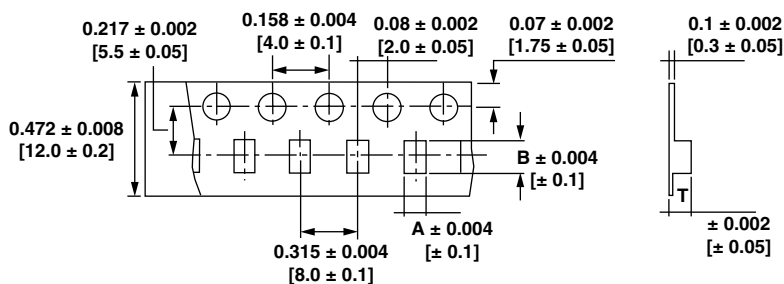 0.217 ± 0.002
[5.5 ± 0.05]
0.158 ± 0.004
[4.0 ± 0.1]
0.08 ± 0.002
[2.0 ± 0.05]
0.07 ± 0.002
[1.75 ± 0.05]
0.1 ± 0.002
[0.3 ± 0.05]
0.472 ± 0.008
[12.0 ± 0.2]
B ± 0.004
[± 0.1]
T
A ± 0.004
[± 0.1]
± 0.002
[± 0.05]
0.315 ± 0.004
[8.0 ± 0.1]